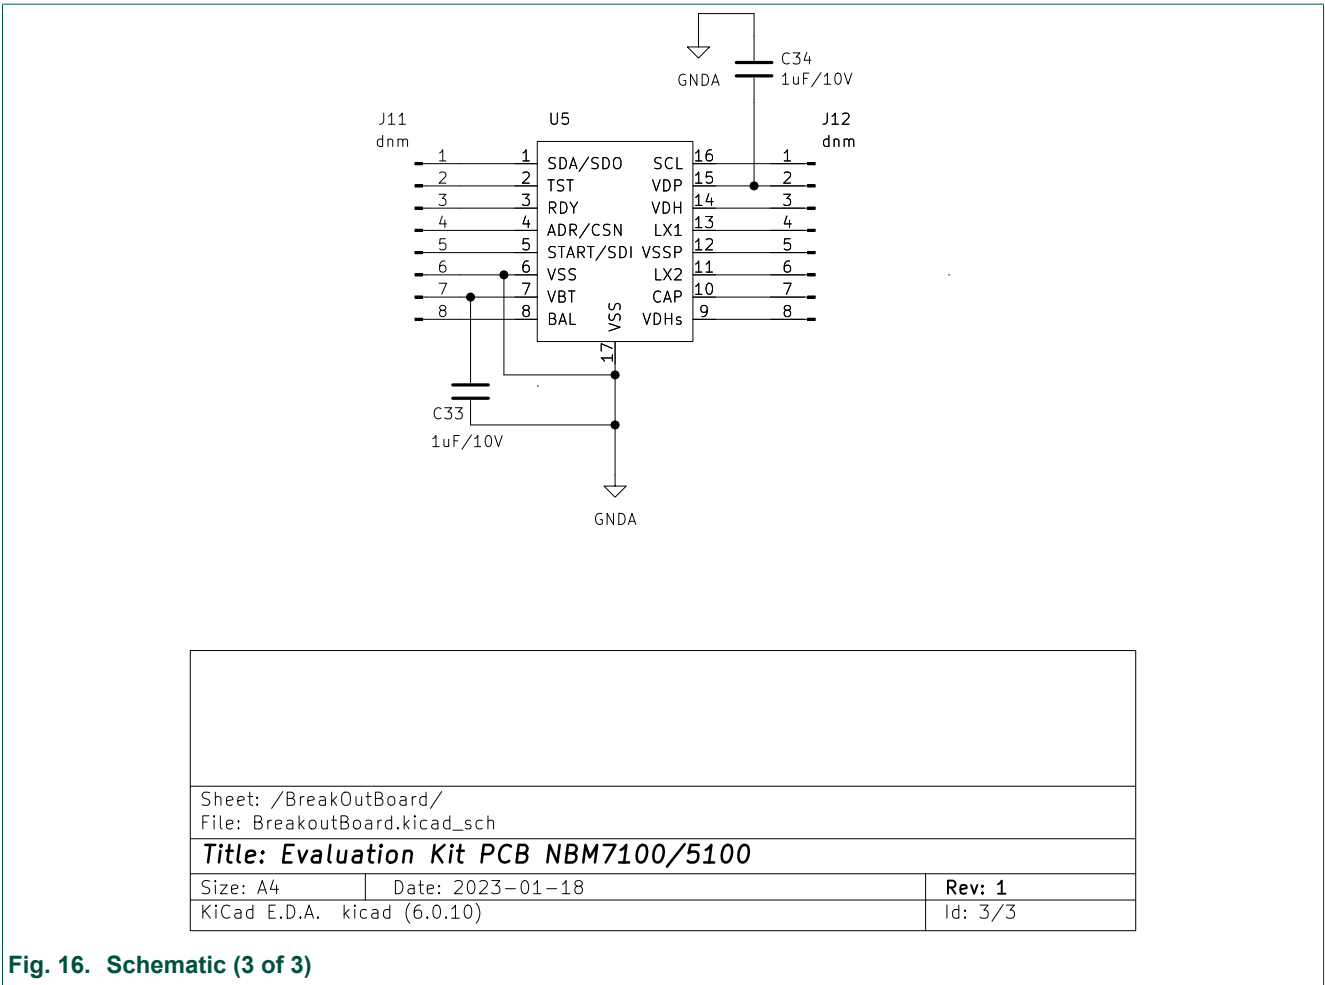 C34
GNDA 1uF/10V
J11 U5 J12
dnm dnm
1 1 SDA/SDO SCL 16 1
2 2 TST VDP 15 2
3 3 RDY VDH 14 3
4 4 ADR/CSN LX1 13 4
5 5 START/SDI VSSP 12 5
6 6 VSS LX2 11 6
7 7 VBT CAP 10 7
8 8 BAL VSS VDHs 9 8
17
C33
1uF/10V
GNDA
Sheet: /BreakOutBoard/
File: BreakoutBoard.kicad_sch
Title: Evaluation Kit PCB NBM7100/5100
Size: A4 Date: 2023-01-18 Rev: 1
KiCad E.D.A. kicad (6.0.10) Id: 3/3
Fig. 16. Schematic (3 of 3)